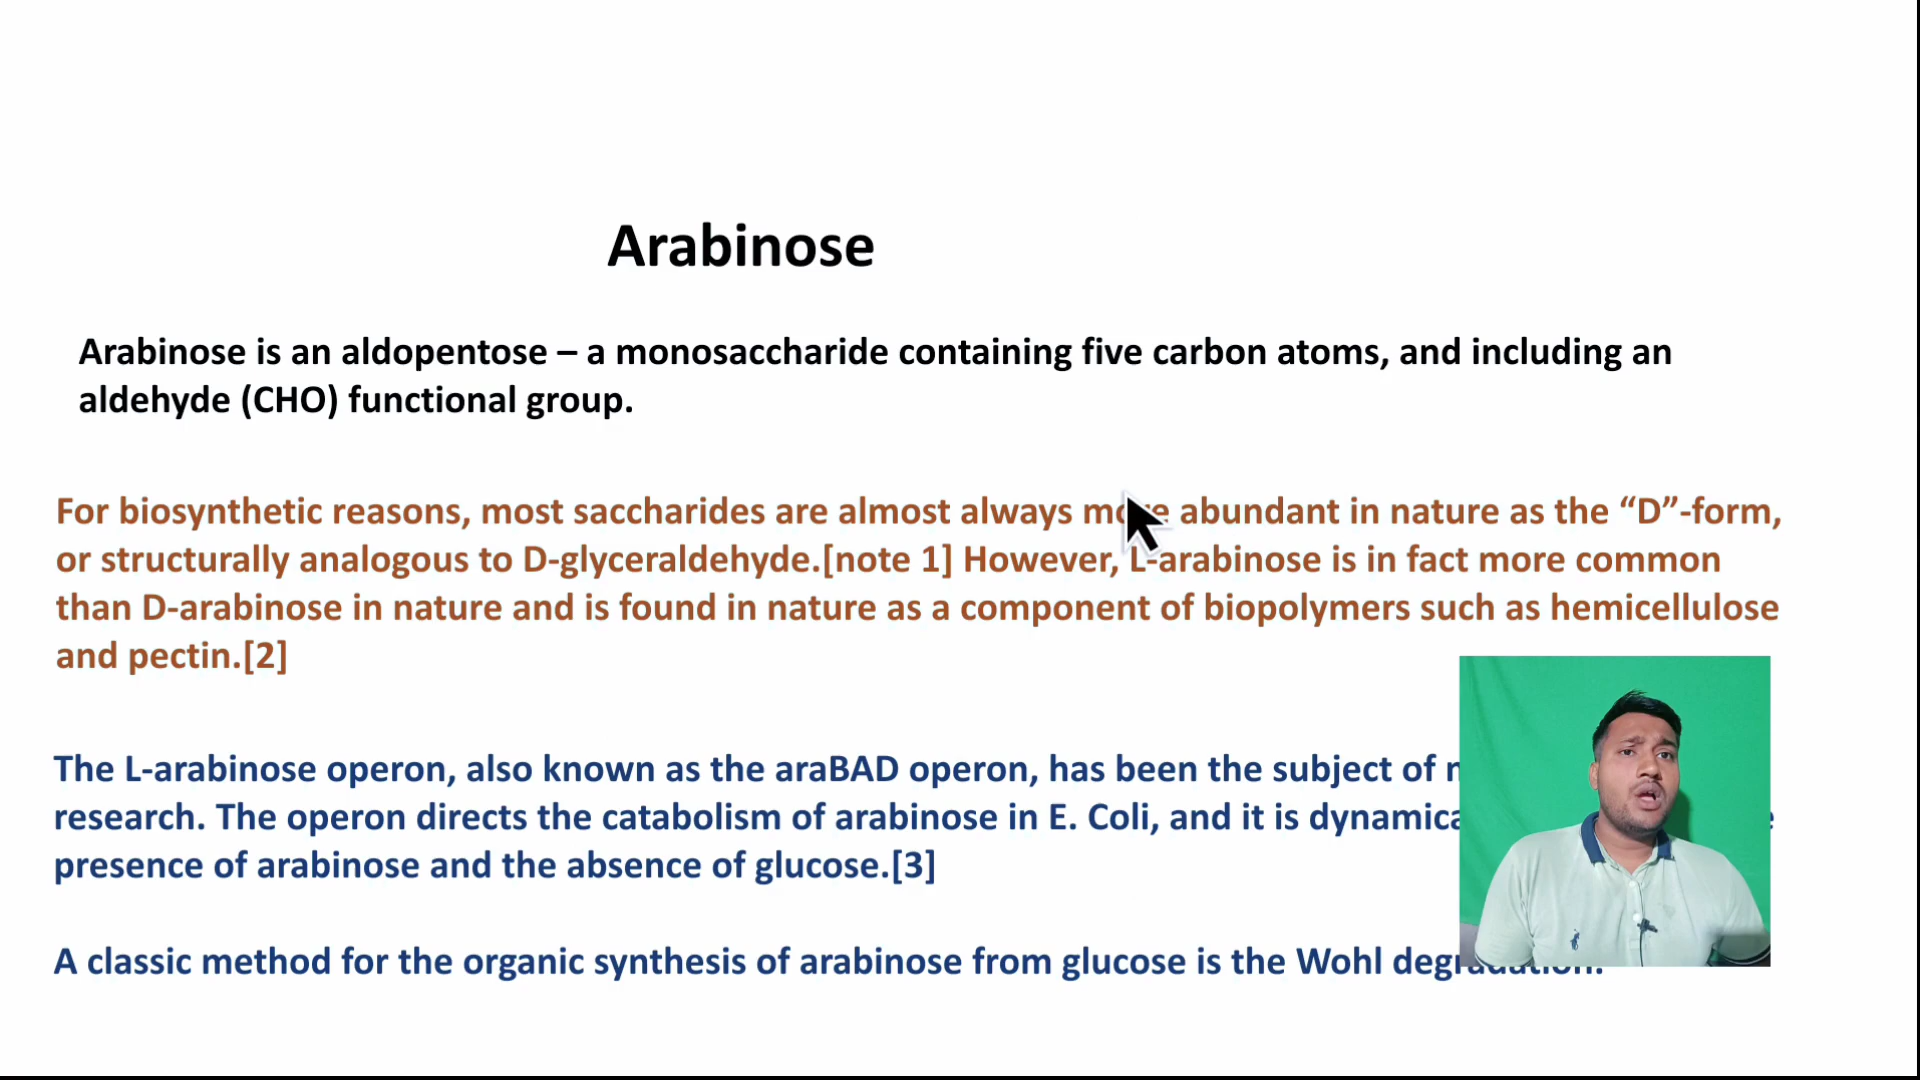 Arabinose
Arabinose is an aldopentose – a monosaccharide containing five carbon atoms, and including an
aldehyde (CHO) functional group.
For biosynthetic reasons, most saccharides are almost always more abundant in nature as the “D”-form,
or structurally analogous to D-glyceraldehyde.[note 1] However, L-arabinose is in fact more common
than D-arabinose in nature and is found in nature as a component of biopolymers such as hemicellulose
and pectin.[2]
The L-arabinose operon, also known as the araBAD operon, has been the subject of
research. The operon directs the catabolism of arabinose in E. Coli, and it is
presence of arabinose and the absence of glucose.[3]
A classic method for the organic synthesis of arabinose from glucose is the Wohl degradation.